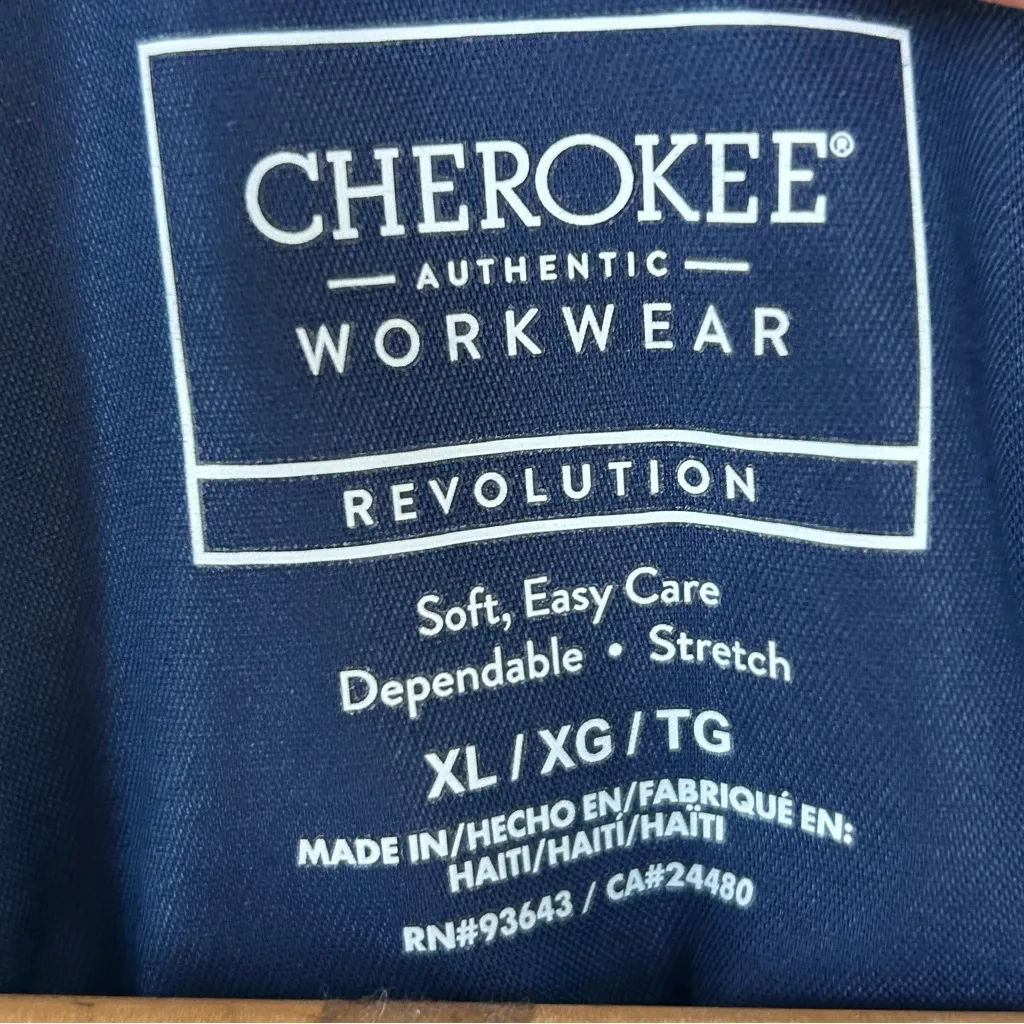 CHEROKEE®
AUTHENTIC
WORKWEAR
REVOLUTION
Soft, Easy Care
Dependable • Stretch
XL / XG / TG
MADE IN/HECHO EN/FABRIQUÉ EN:
HAITI/HAITÍ/HAÏTI
RN#93643 / CA#24480